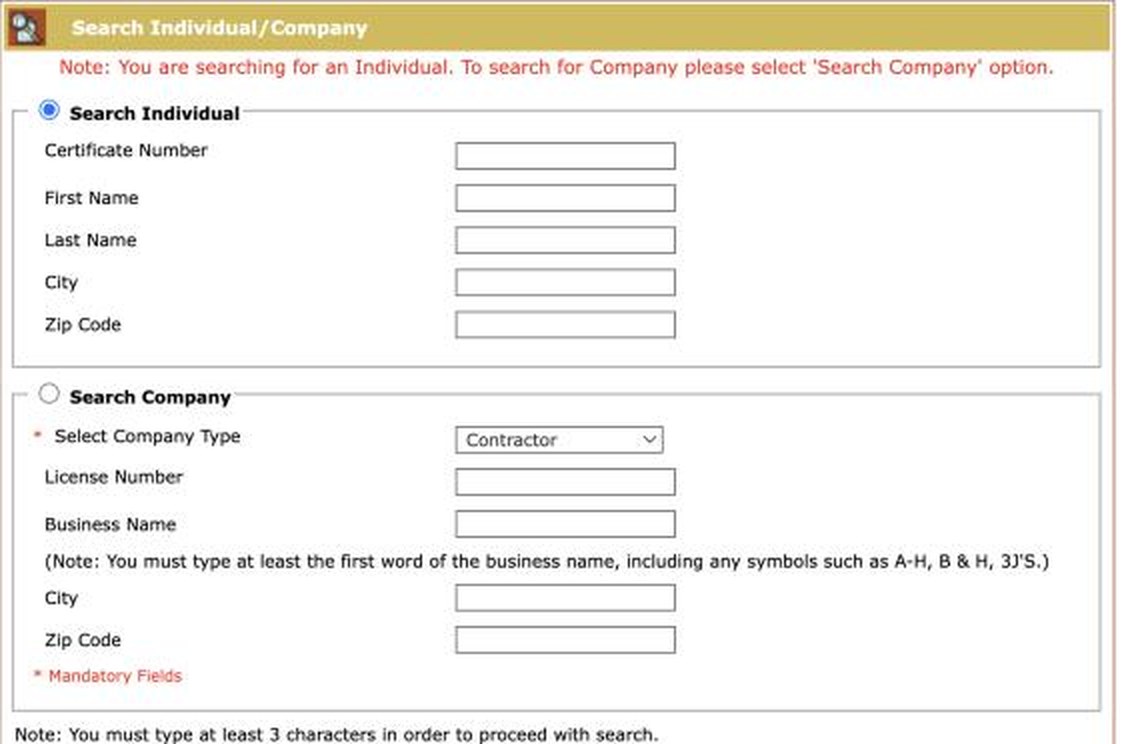 Search Individual/Company
Note: You are searching for an Individual. To search for Company please select 'Search Company' option.
Search Individual
Certificate Number
First Name
Last Name
City
Zip Code
Search Company
* Select Company Type Contractor
License Number
Business Name
(Note: You must type at least the first word of the business name, including any symbols such as A-H, B & H, 3J'S.)
City
Zip Code
* Mandatory Fields
Note: You must type at least 3 characters in order to proceed with search.